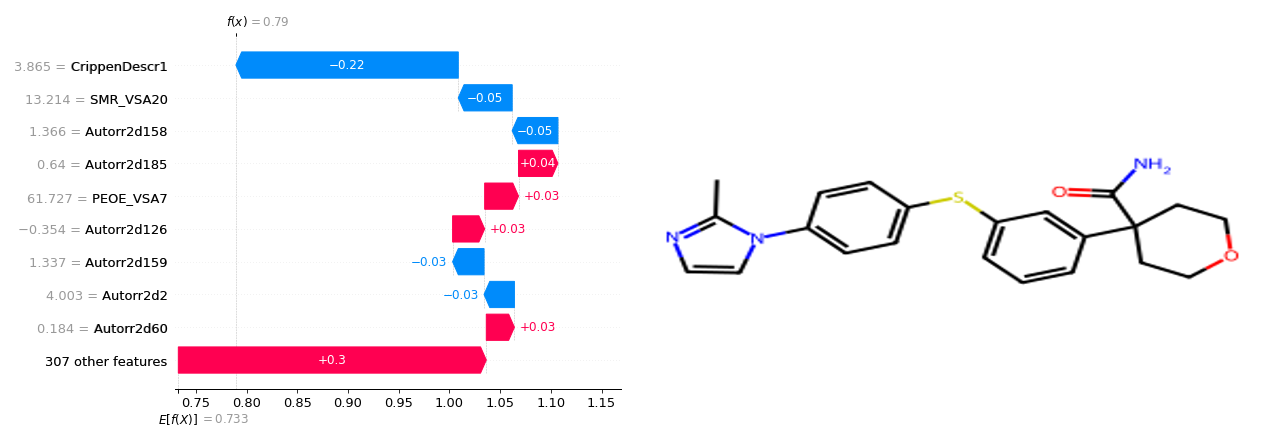 f(x) = 0.79
3.865 = CrippenDescr1
−0.22
13.214 = SMR_VSA20
−0.05
1.366 = Autorr2d158
−0.05
0.64 = Autorr2d185
+0.04
61.727 = PEOE_VSA7
+0.03
−0.354 = Autorr2d126
+0.03
1.337 = Autorr2d159
−0.03
4.003 = Autorr2d2
−0.03
0.184 = Autorr2d60
+0.03
307 other features
+0.3
0.75 0.80 0.85 0.90 0.95 1.00 1.05 1.10 1.15
E[f(X)] = 0.733
NH₂
O
S
N
N
O